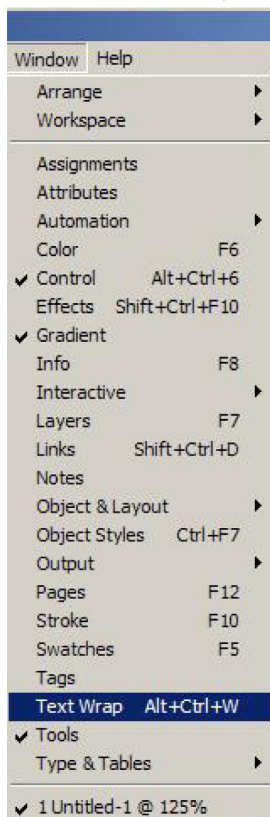 Window Help
Arrange
Workspace
Assignments
Attributes
Automation
Color F6
Control Alt+Ctrl+6
Effects Shift+Ctrl+F10
Gradient
Info F8
Interactive
Layers F7
Links Shift+Ctrl+D
Notes
Object & Layout
Object Styles Ctrl+F7
Output
Pages F12
Stroke F10
Swatches F5
Tags
Text Wrap Alt+Ctrl+W
Tools
Type & Tables
1 Untitled-1 @ 125%